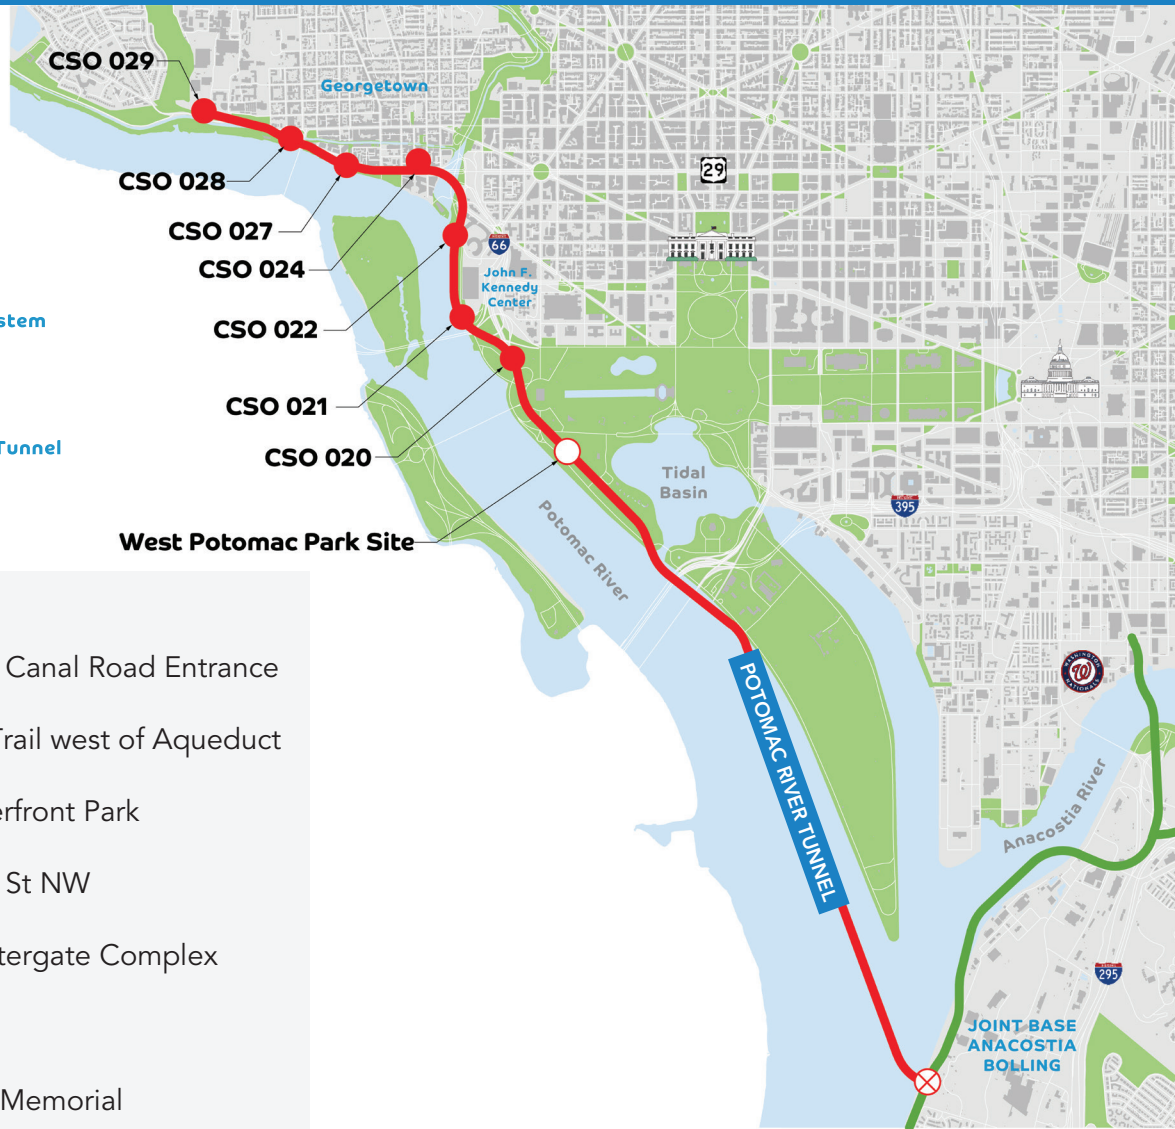 CSO 029
Georgetown
CSO 028
29
CSO 027
66
CSO 024
John F.
Kennedy
Center
stem
CSO 022
CSO 021
Tunnel
CSO 020
Tidal
Basin
395
West Potomac Park Site
Potomac River
Canal Road Entrance
WASHINGTON
W
NATIONALS
POTOMAC RIVER TUNNEL
Trail west of Aqueduct
erfront Park
Anacostia River
St NW
tergate Complex
295
JOINT BASE
ANACOSTIA
BOLLING
Memorial